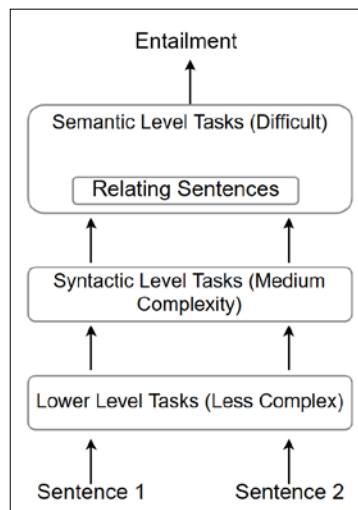 Entailment
Semantic Level Tasks (Difficult)
Relating Sentences
Syntactic Level Tasks (Medium
Complexity)
Lower Level Tasks (Less Complex)
Sentence 1 Sentence 2